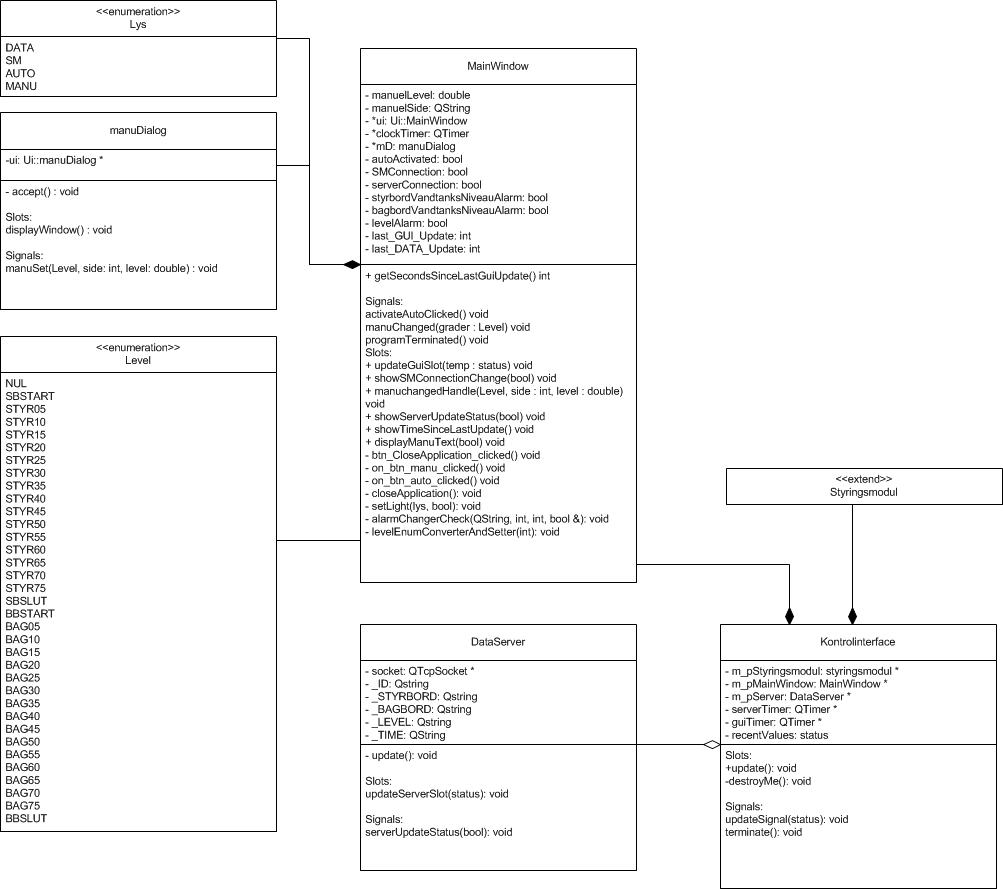 <<enumeration>>
Lys
DATA
SM
AUTO
MANU
manuDialog
-ui: Ui::manuDialog *
- accept() : void
Slots:
displayWindow() : void
Signals:
manuSet(Level, side: int, level: double) : void
<<enumeration>>
Level
NUL
SBSTART
STYR05
STYR10
STYR15
STYR20
STYR25
STYR30
STYR35
STYR40
STYR45
STYR50
STYR55
STYR60
STYR65
STYR70
STYR75
SBSLUT
BBSTART
BAG05
BAG10
BAG15
BAG20
BAG25
BAG30
BAG35
BAG40
BAG45
BAG50
BAG55
BAG60
BAG65
BAG70
BAG75
BBSLUT
MainWindow
- manuelLevel: double
- manuelSide: QString
- *ui: Ui::MainWindow
- *clockTimer: QTimer
- *mD: manuDialog
- autoActivated: bool
- SMConnection: bool
- serverConnection: bool
- styrbordVandtanksNiveauAlarm: bool
- bagbordVandtanksNiveauAlarm: bool
- levelAlarm: bool
- last_GUI_Update: int
- last_DATA_Update: int
+ getSecondsSinceLastGuiUpdate() int
Signals:
activateAutoClicked() void
manuChanged(grader : Level) void
programTerminated() void
Slots:
+ updateGuiSlot(temp : status) void
+ showSMConnectionChange(bool) void
+ manuchangedHandle(Level, side : int, level : double)
void
+ showServerUpdateStatus(bool) void
+ showTimeSinceLastUpdate() void
+ displayManuText(bool) void
- btn_CloseApplication_clicked() void
- on_btn_manu_clicked() void
- on_btn_auto_clicked() void
- closeApplication(): void
- setLight(lys, bool): void
- alarmChangerCheck(QString, int, int, bool &): void
- levelEnumConverterAndSetter(int): void
<<extend>>
Styringsmodul
DataServer
- socket: QTcpSocket *
- _ID: Qstring
- _STYRBORD: Qstring
- _BAGBORD: Qstring
- _LEVEL: Qstring
- _TIME: QString
- update(): void
Slots:
updateServerSlot(status): void
Signals:
serverUpdateStatus(bool): void
Kontrolinterface
- m_pStyringsmodul: styringsmodul *
- m_pMainWindow: MainWindow *
- m_pServer: DataServer *
- serverTimer: QTimer *
- guiTimer: QTimer *
- recentValues: status
Slots:
+update(): void
-destroyMe(): void
Signals:
updateSignal(status): void
terminate(): void